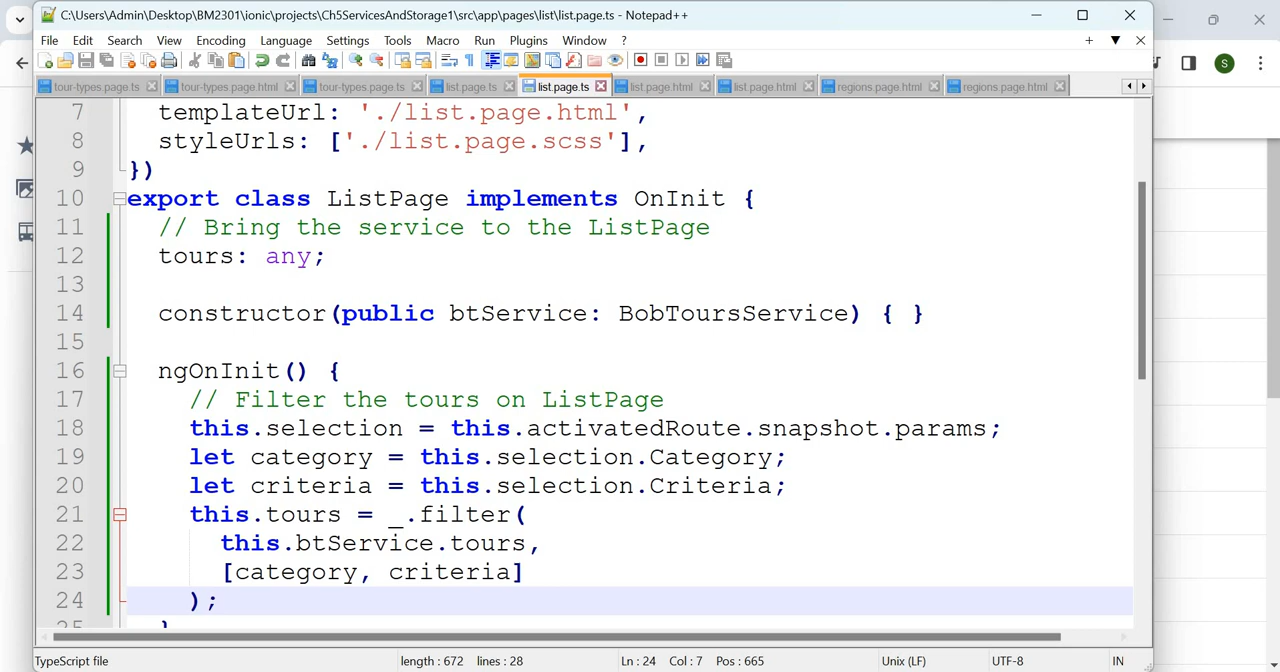 C:\Users\Admin\Desktop\BM2301\ionic\projects\Ch5ServicesAndStorage1\src\app\pages\list\list.page.ts - Notepad++
File Edit Search View Encoding Language Settings Tools Macro Run Plugins Window ?
tour-types.page.ts tour-types.page.html tour-types.page.ts list.page.ts list.page.ts list.page.html list.page.html regions.page.html regions.page.html
S
7 templateUrl: './list.page.html',
8 styleUrls: ['./list.page.scss'],
9 })
10 export class ListPage implements OnInit {
11 // Bring the service to the ListPage
12 tours: any;
13
14 constructor(public btService: BobToursService) { }
15
16 ngOnInit() {
17 // Filter the tours on ListPage
18 this.selection = this.activatedRoute.snapshot.params;
19 let category = this.selection.Category;
20 let criteria = this.selection.Criteria;
21 this.tours = _.filter(
22 this.btService.tours,
23 [category, criteria]
24 );
25 }
TypeScript file length : 672 lines : 28 Ln : 24 Col : 7 Pos : 665 Unix (LF) UTF-8 IN